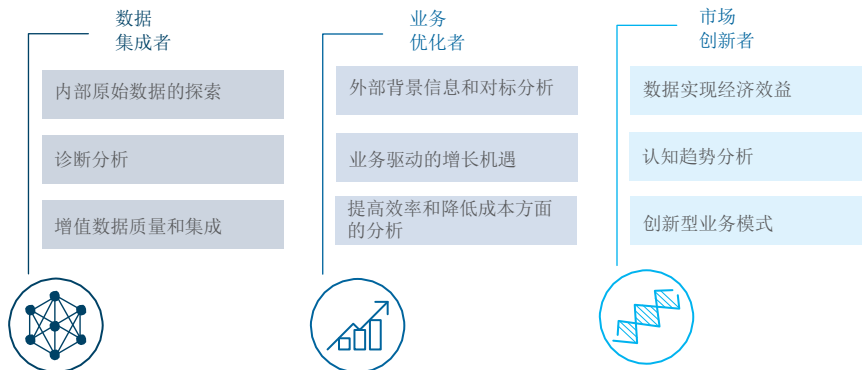 数据
集成者
内部原始数据的探索
诊断分析
增值数据质量和集成
业务
优化者
外部背景信息和对标分析
业务驱动的增长机遇
提高效率和降低成本方面
的分析
市场
创新者
数据实现经济效益
认知趋势分析
创新型业务模式